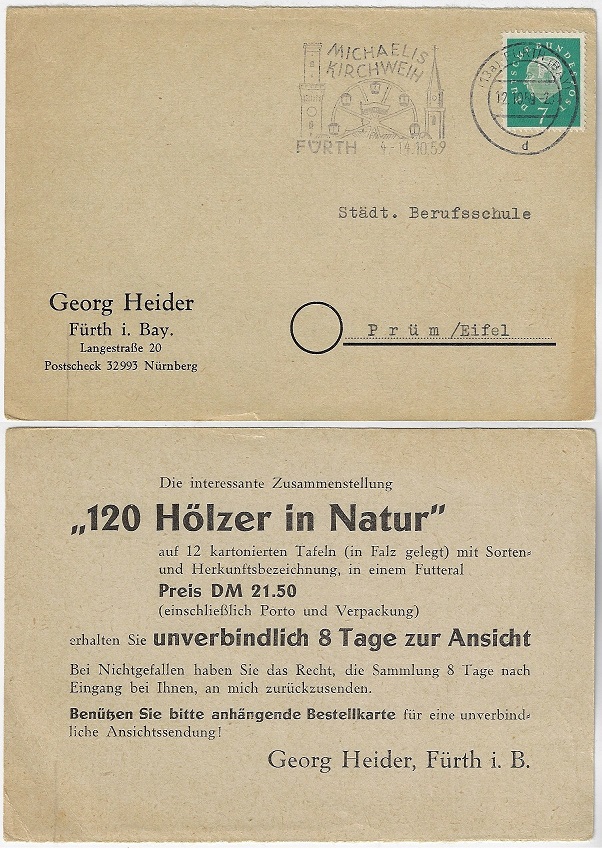 MICHAELIS
KIRCHWEIH
FÜRTH 4-14.10.59
DEUTSCHE BUNDESPOST
7
d
Städt. Berufsschule
Georg Heider
Fürth i. Bay.
Langestraße 20
Postscheck 32993 Nürnberg
Prüm/Eifel
Die interessante Zusammenstellung
„120 Hölzer in Natur”
auf 12 kartonierten Tafeln (in Falz gelegt) mit Sorten-
und Herkunftsbezeichnung, in einem Futteral
Preis DM 21.50
(einschließlich Porto und Verpackung)
erhalten Sie unverbindlich 8 Tage zur Ansicht
Bei Nichtgefallen haben Sie das Recht, die Sammlung 8 Tage nach
Eingang bei Ihnen, an mich zurückzusenden.
Benützen Sie bitte anhängende Bestellkarte für eine unverbind-
liche Ansichtssendung!
Georg Heider, Fürth i. B.